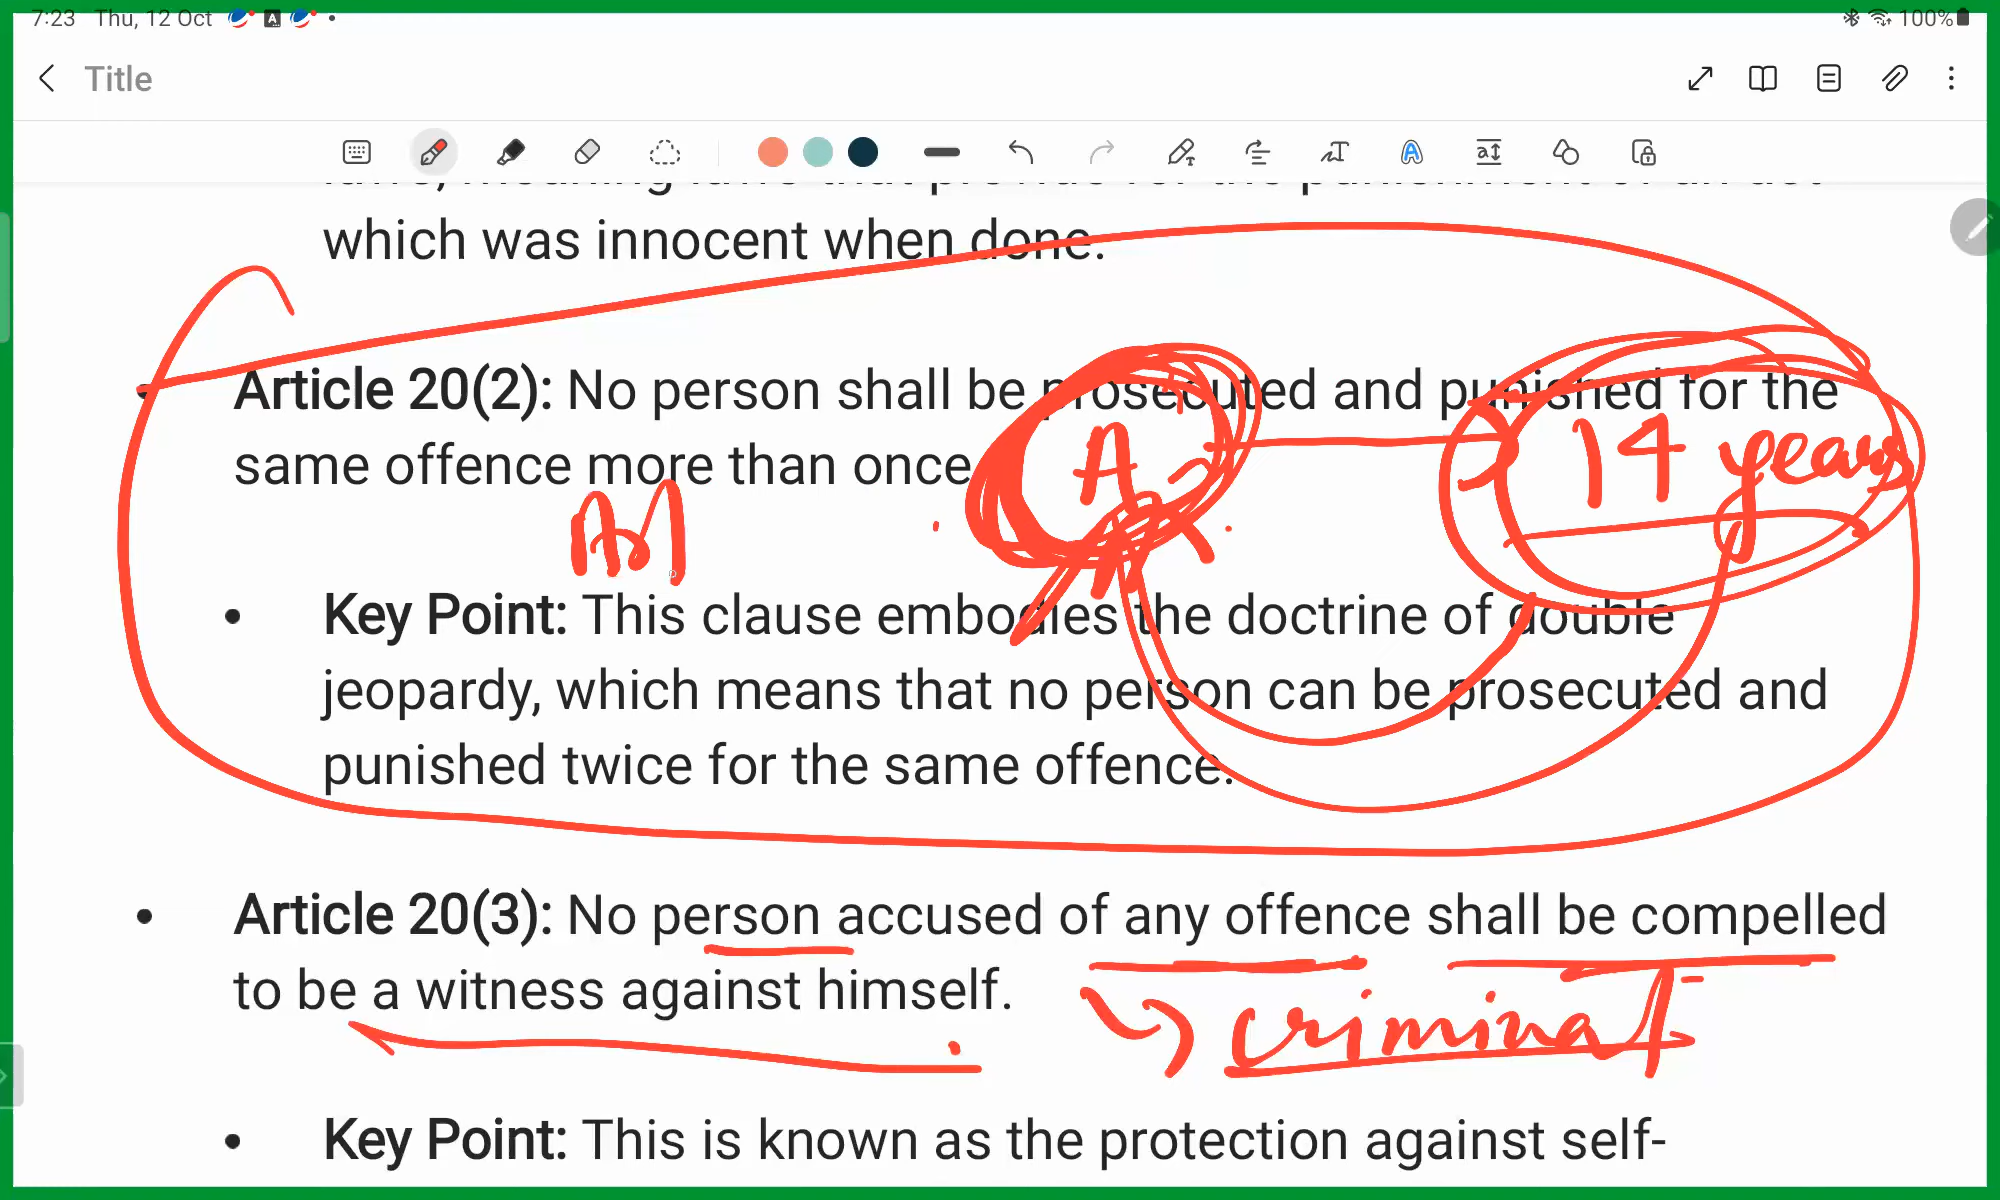 7:23 Thu, 12 Oct
100%
Title
which was innocent when done.
Article 20(2): No person shall be prosecuted and punished for the
same offence more than once
A
14 years
Key Point: This clause embodies the doctrine of double
jeopardy, which means that no person can be prosecuted and
punished twice for the same offence.
Article 20(3): No person accused of any offence shall be compelled
to be a witness against himself.
criminal
Key Point: This is known as the protection against self-